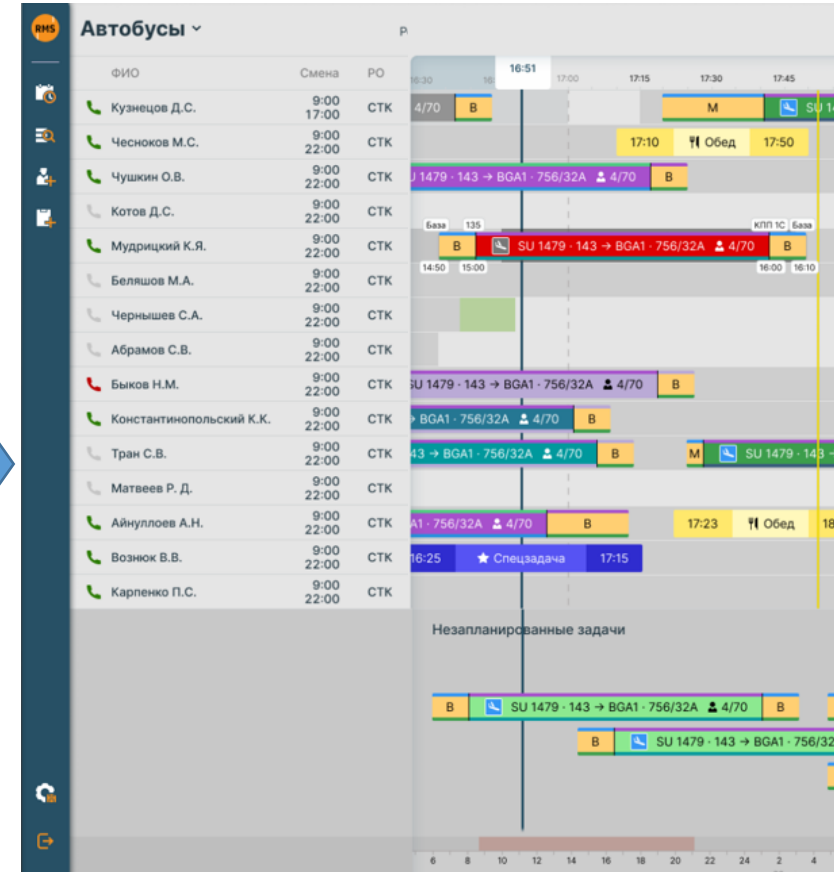 RMS
Автобусы
Р
ФИО Смена РО
16:30 16: 16:51 17:00 17:15 17:30 17:45
Кузнецов Д.С. 9:00 17:00 СТК 4/70 В М SU 14
Чесноков М.С. 9:00 22:00 СТК 17:10 Обед 17:50
Чушкин О.В. 9:00 22:00 СТК J 1479 · 143 → BGA1 · 756/32A 4/70 В
Котов Д.С. 9:00 22:00 СТК
База 135 КПП 1С База
Мудрицкий К.Я. 9:00 22:00 СТК В SU 1479 · 143 → BGA1 · 756/32A 4/70 В
14:50 15:00 16:00 16:10
Беляшов М.А. 9:00 22:00 СТК
Чернышев С.А. 9:00 22:00 СТК
Абрамов С.В. 9:00 22:00 СТК
Быков Н.М. 9:00 22:00 СТК SU 1479 · 143 → BGA1 · 756/32A 4/70 В
Константинопольский К.К. 9:00 22:00 СТК → BGA1 · 756/32A 4/70 В
Тран С.В. 9:00 22:00 СТК 43 → BGA1 · 756/32A 4/70 В М SU 1479 · 143 →
Матвеев Р. Д. 9:00 22:00 СТК
Айнуллоев А.Н. 9:00 22:00 СТК A1 · 756/32A 4/70 В 17:23 Обед 18
Вознюк В.В. 9:00 22:00 СТК 16:25 Спецзадача 17:15
Карпенко П.С. 9:00 22:00 СТК
Незапланированные задачи
В SU 1479 · 143 → BGA1 · 756/32A 4/70 В
В SU 1479 · 143 → BGA1 · 756/32
6 8 10 12 14 16 18 20 22 24 2 4